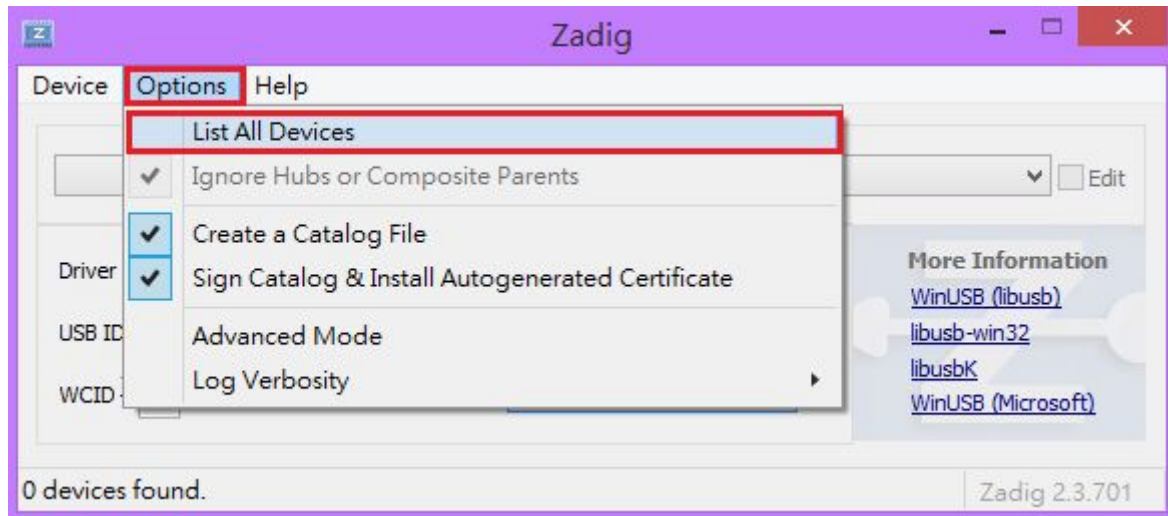 Z
Zadig
Device Options Help
List All Devices
Ignore Hubs or Composite Parents
Edit
Create a Catalog File
Driver
Sign Catalog & Install Autogenerated Certificate
More Information
WinUSB (libusb)
USB ID
Advanced Mode
libusb-win32
Log Verbosity
libusbK
WCID
WinUSB (Microsoft)
0 devices found.
Zadig 2.3.701